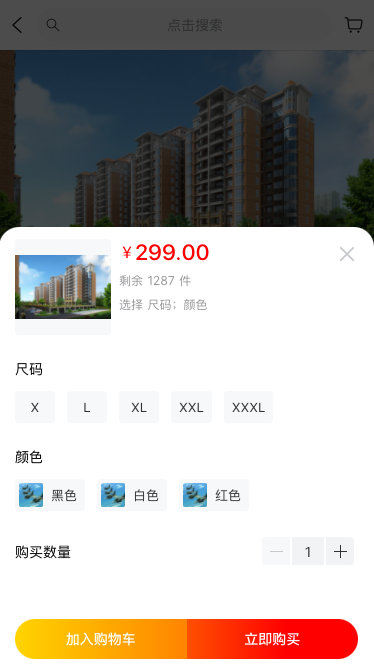 点击搜索
￥299.00
剩余 1287 件
选择 尺码；颜色
尺码
X L XL XXL XXXL
颜色
黑色 白色 红色
购买数量 1
加入购物车 立即购买